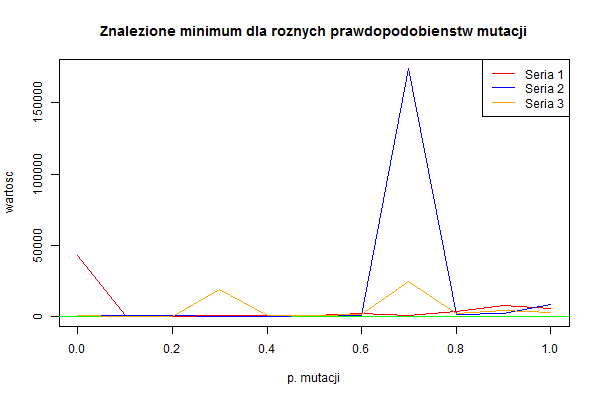 Znalezione minimum dla roznych prawdopodobienstw mutacji
Seria 1
Seria 2
Seria 3
wartosc
150000
100000
50000
0
0.0 0.2 0.4 0.6 0.8 1.0
p. mutacji